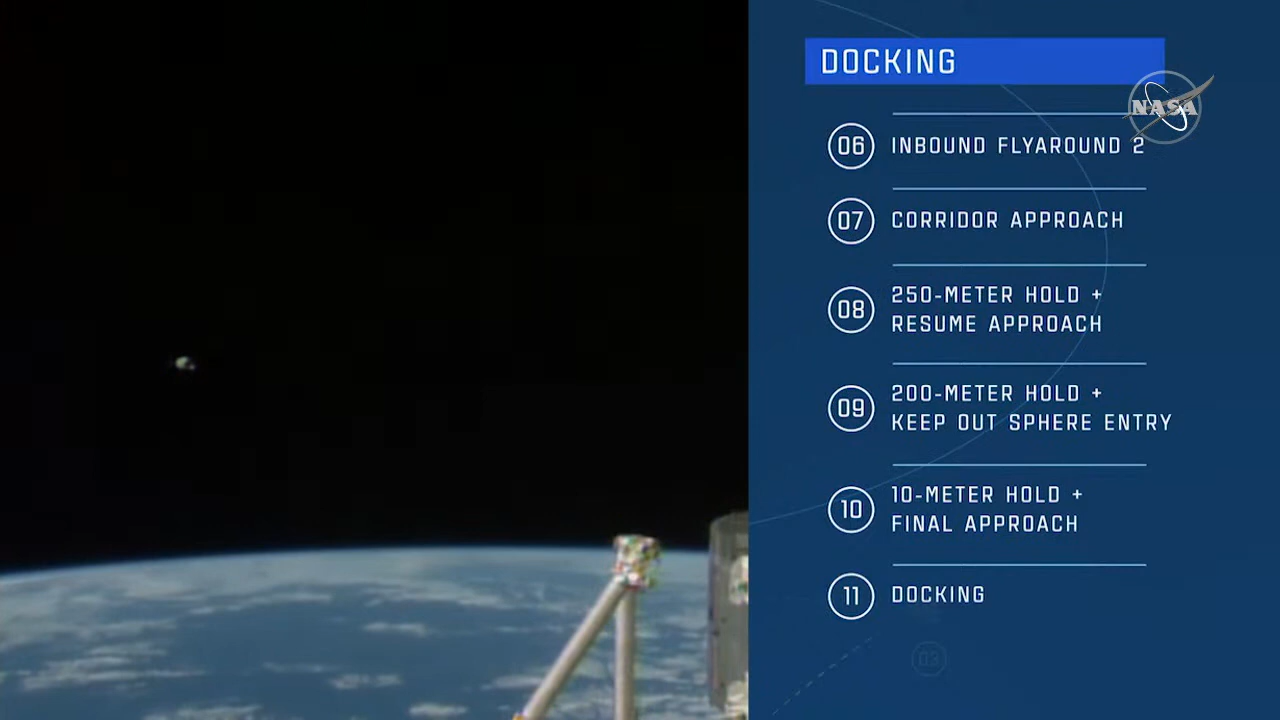 DOCKING
NASA
06 INBOUND FLYAROUND 2
07 CORRIDOR APPROACH
08 250-METER HOLD +
RESUME APPROACH
09 200-METER HOLD +
KEEP OUT SPHERE ENTRY
10 10-METER HOLD +
FINAL APPROACH
11 DOCKING
03